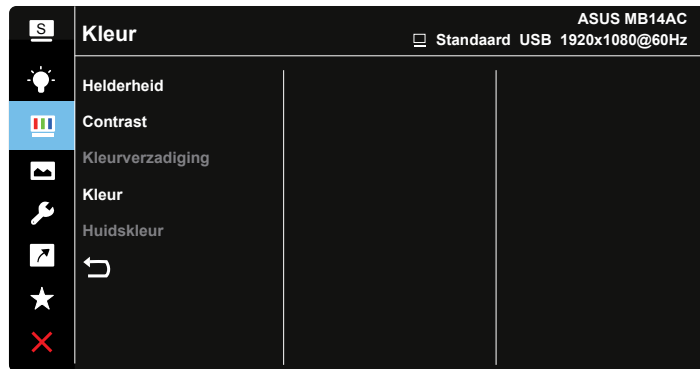 S
Kleur
ASUS MB14AC
Standaard USB 1920x1080@60Hz
Helderheid
Contrast
Kleurverzadiging
Kleur
Huidskleur